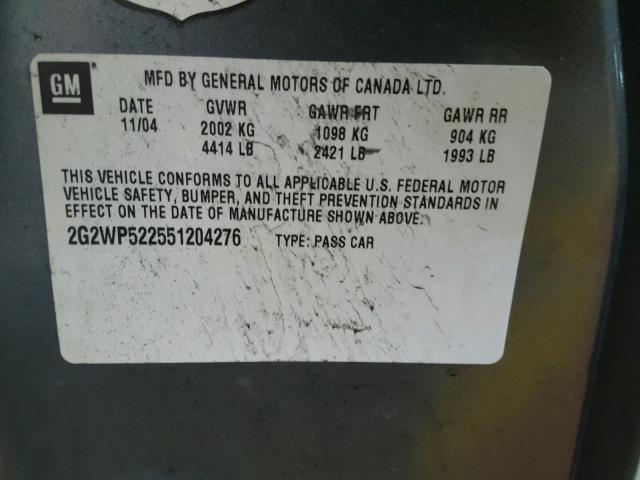 GM
MFD BY GENERAL MOTORS OF CANADA LTD.
DATE GVWR GAWR FRT GAWR RR
11/04 2002 KG 1098 KG 904 KG
4414 LB 2421 LB 1993 LB
THIS VEHICLE CONFORMS TO ALL APPLICABLE U.S. FEDERAL MOTOR
VEHICLE SAFETY, BUMPER, AND THEFT PREVENTION STANDARDS IN
EFFECT ON THE DATE OF MANUFACTURE SHOWN ABOVE.
2G2WP522551204276 TYPE: PASS CAR